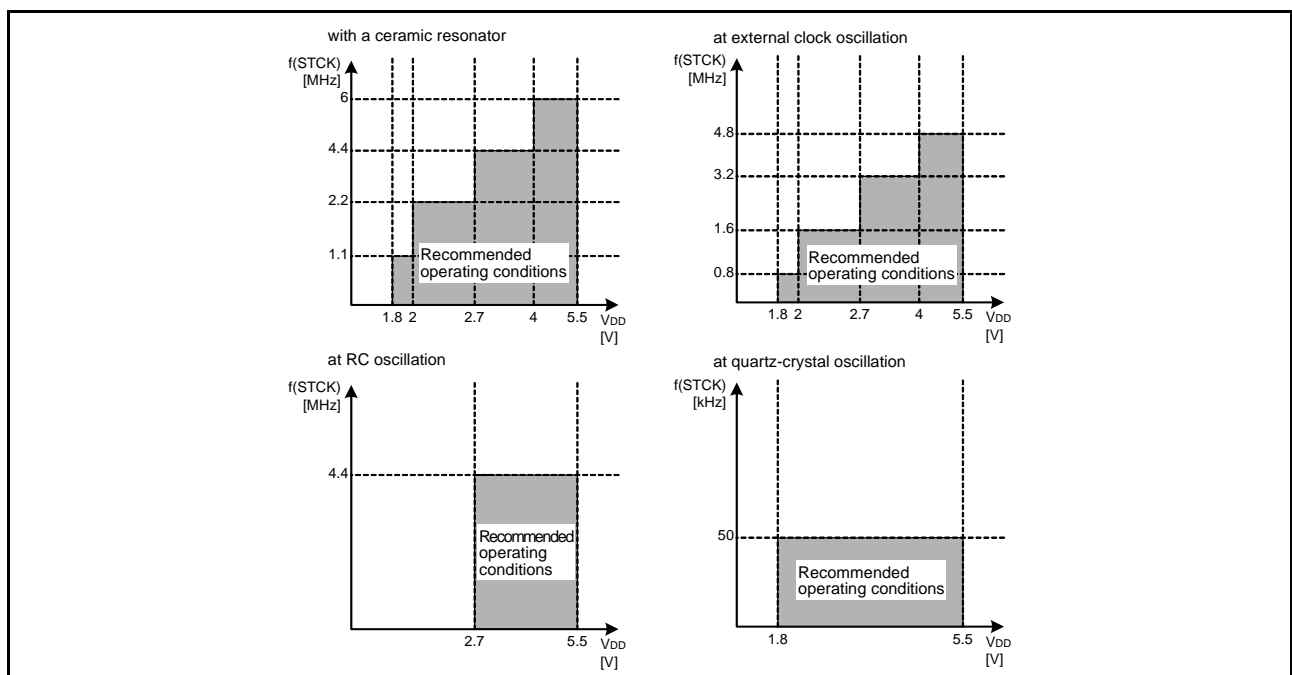 with a ceramic resonator
f(STCK)
[MHz]
6
4.4
2.2
1.1
Recommended
operating conditions
1.8 2 2.7 4 5.5 VDD
[V]
at external clock oscillation
f(STCK)
[MHz]
4.8
3.2
1.6
0.8
Recommended
operating conditions
1.8 2 2.7 4 5.5 VDD
[V]
at RC oscillation
f(STCK)
[MHz]
4.4
Recommended
operating
conditions
2.7 5.5 VDD
[V]
at quartz-crystal oscillation
f(STCK)
[kHz]
50
Recommended
operating conditions
1.8 5.5 VDD
[V]